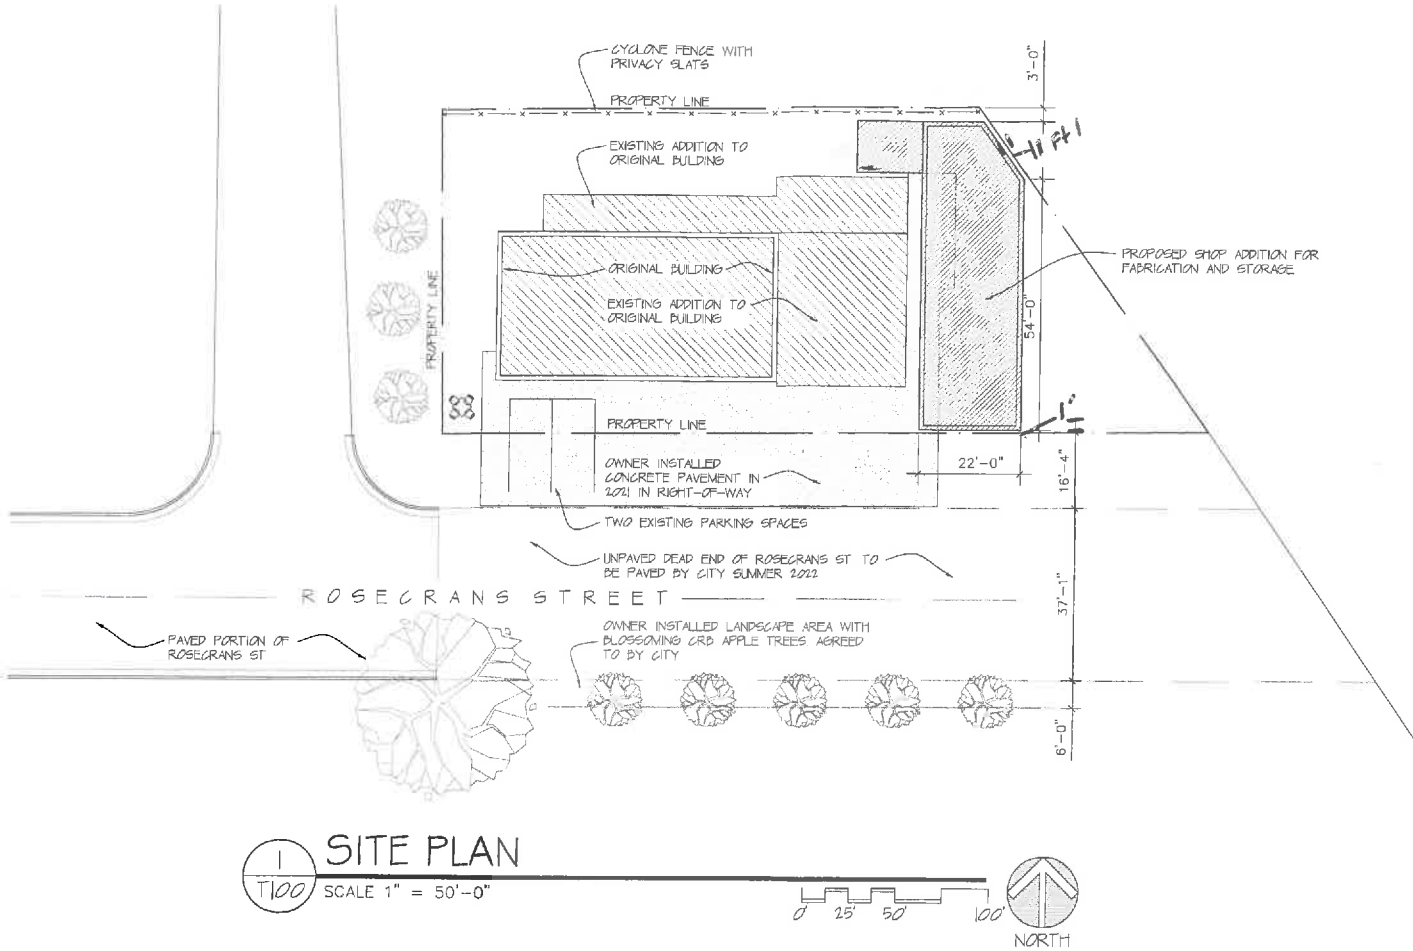 CYCLONE FENCE WITH
PRIVACY SLATS
3'-0"
PROPERTY LINE
1 Ft
EXISTING ADDITION TO
ORIGINAL BUILDING
PROPOSED SHOP ADDITION FOR
FABRICATION AND STORAGE
ORIGINAL BUILDING
PROPERTY LINE
EXISTING ADDITION TO
ORIGINAL BUILDING
54'-0"
1'
PROPERTY LINE
OWNER INSTALLED
CONCRETE PAVEMENT IN
2021 IN RIGHT-OF-WAY
22'-0"
16'-4"
TWO EXISTING PARKING SPACES
UNPAVED DEAD END OF ROSECRANS ST TO
BE PAVED BY CITY SUMMER 2022
ROSECRANS STREET
37'-1"
OWNER INSTALLED LANDSCAPE AREA WITH
BLOSSOMING CRB APPLE TREES AGREED
TO BY CITY
PAVED PORTION OF
ROSECRANS ST
6'-0"
1
T100
SITE PLAN
SCALE 1" = 50'-0"
0' 25' 50' 100'
NORTH